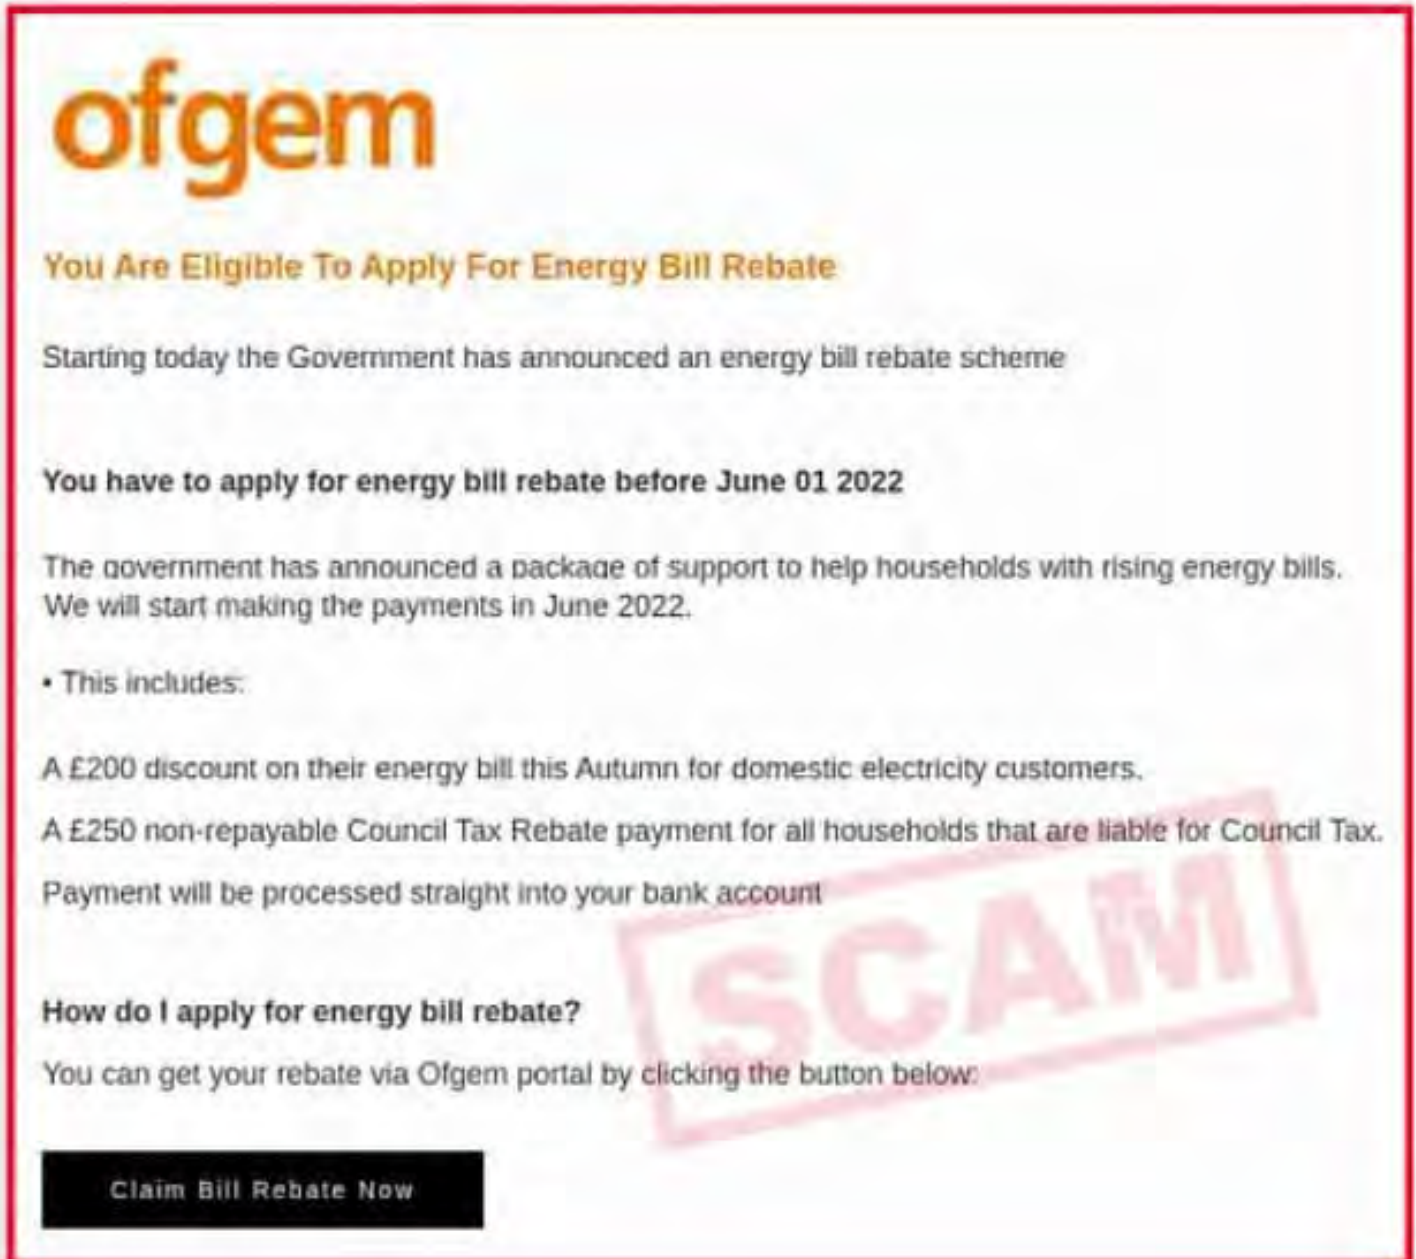 ofgem
You Are Eligible To Apply For Energy Bill Rebate
Starting today the Government has announced an energy bill rebate scheme
You have to apply for energy bill rebate before June 01 2022
The government has announced a package of support to help households with rising energy bills.
We will start making the payments in June 2022.
• This includes:
A £200 discount on their energy bill this Autumn for domestic electricity customers.
A £250 non-repayable Council Tax Rebate payment for all households that are liable for Council Tax.
Payment will be processed straight into your bank account
SCAM
How do I apply for energy bill rebate?
You can get your rebate via Ofgem portal by clicking the button below:
Claim Bill Rebate Now